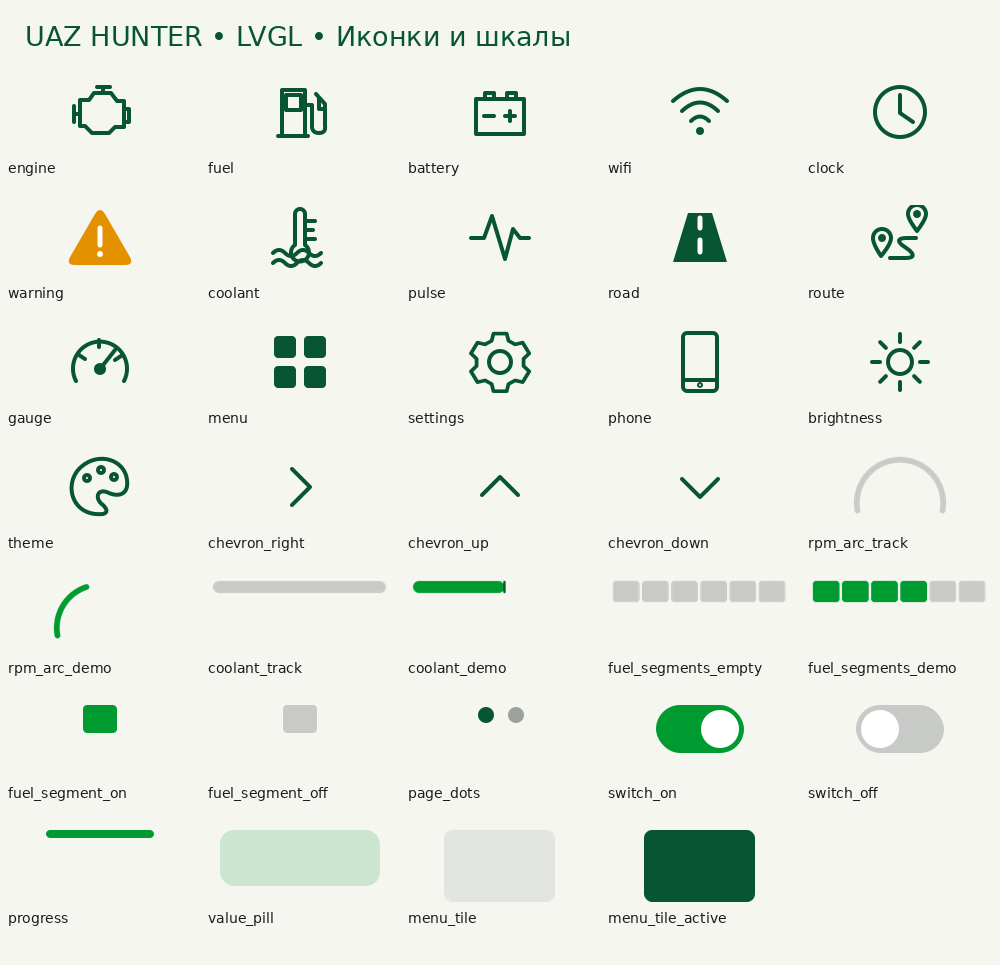 UAZ HUNTER • LVGL • Иконки и шкалы
engine fuel battery wifi clock
warning coolant pulse road route
gauge menu settings phone brightness
theme chevron_right chevron_up chevron_down rpm_arc_track
rpm_arc_demo coolant_track coolant_demo fuel_segments_empty fuel_segments_demo
fuel_segment_on fuel_segment_off page_dots switch_on switch_off
progress value_pill menu_tile menu_tile_active